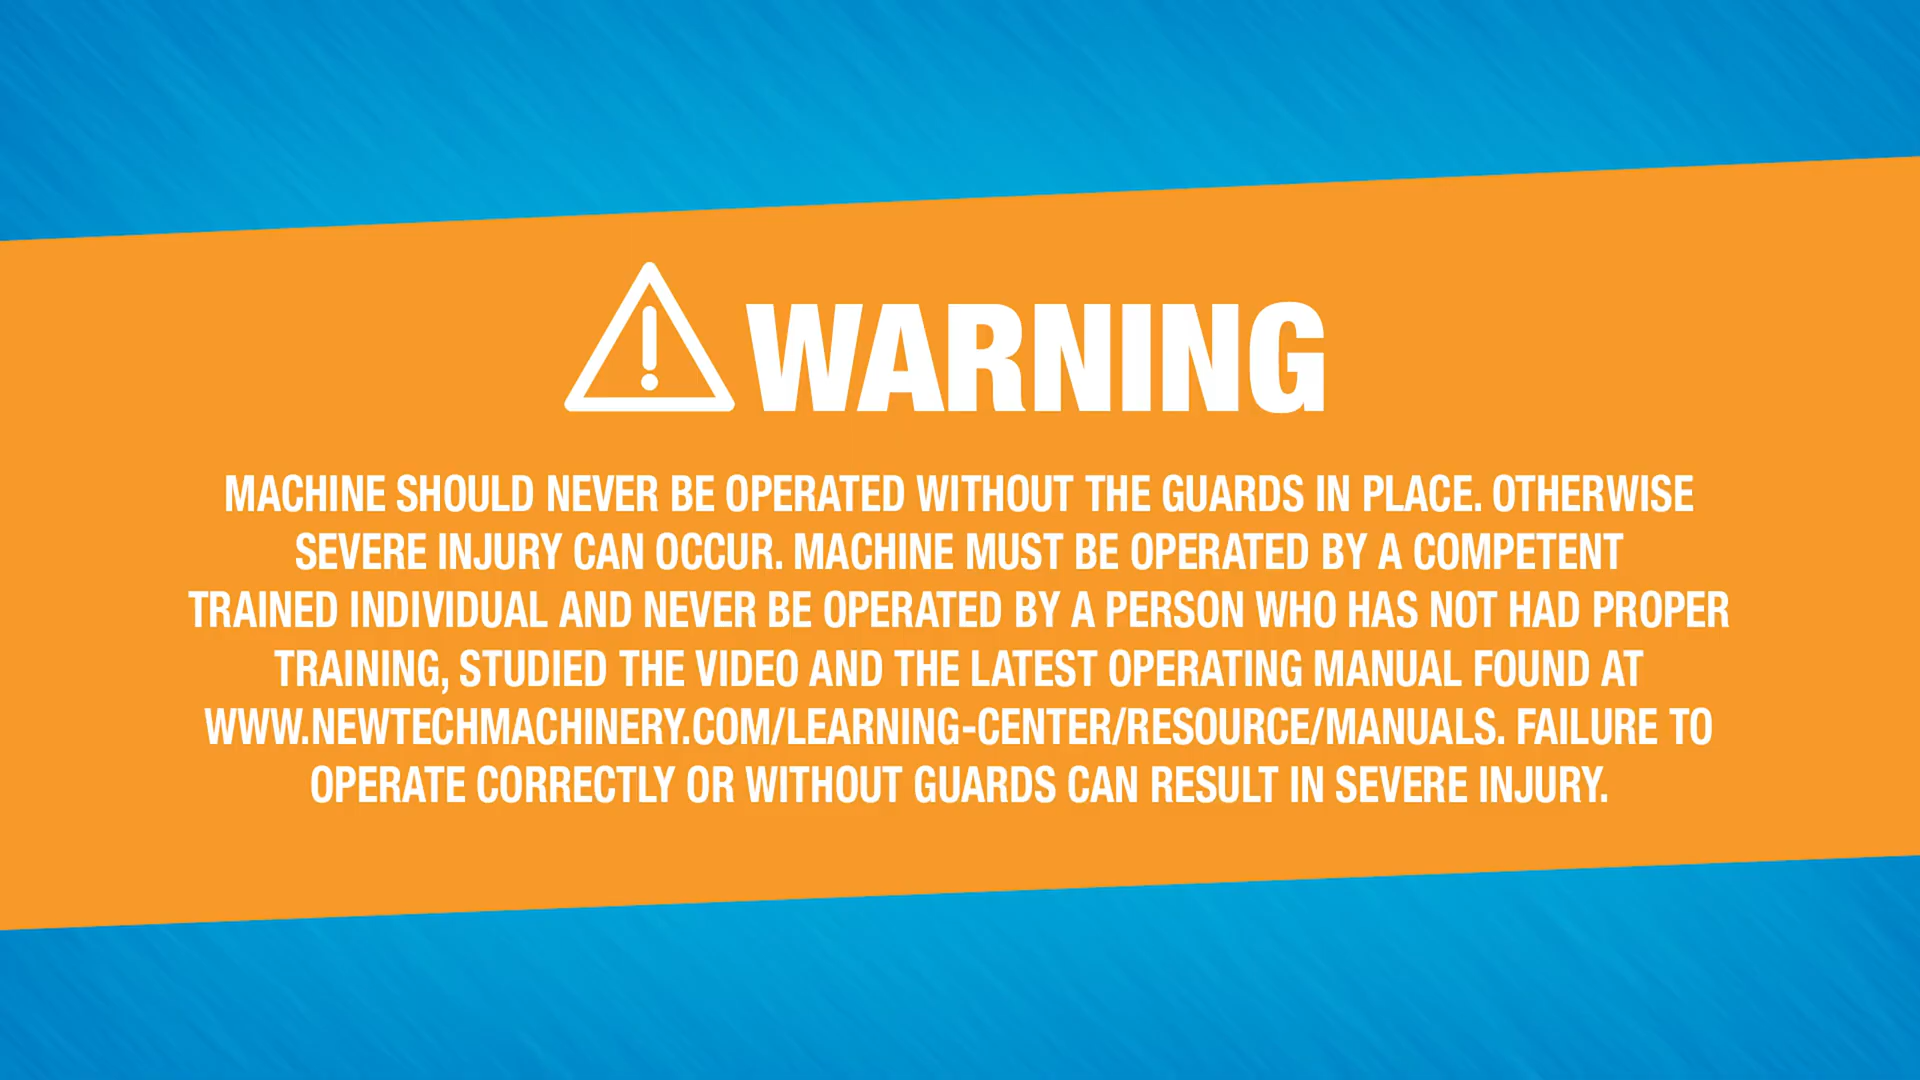 WARNING
MACHINE SHOULD NEVER BE OPERATED WITHOUT THE GUARDS IN PLACE. OTHERWISE
SEVERE INJURY CAN OCCUR. MACHINE MUST BE OPERATED BY A COMPETENT
TRAINED INDIVIDUAL AND NEVER BE OPERATED BY A PERSON WHO HAS NOT HAD PROPER
TRAINING, STUDIED THE VIDEO AND THE LATEST OPERATING MANUAL FOUND AT
WWW.NEWTECHMACHINERY.COM/LEARNING-CENTER/RESOURCE/MANUALS. FAILURE TO
OPERATE CORRECTLY OR WITHOUT GUARDS CAN RESULT IN SEVERE INJURY.